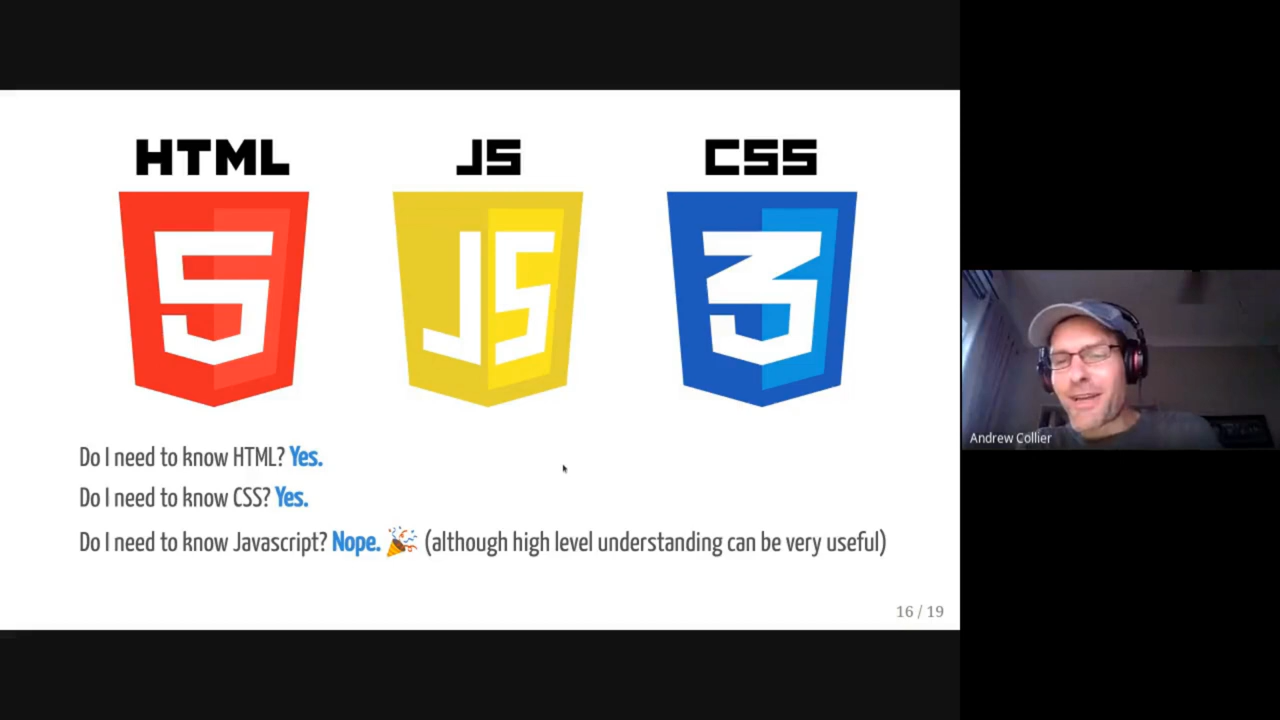 HTML JS CSS
5 JS 3
Do I need to know HTML? Yes.
Do I need to know CSS? Yes.
Do I need to know Javascript? Nope. 🎉 (although high level understanding can be very useful)
16 / 19
Andrew Collier